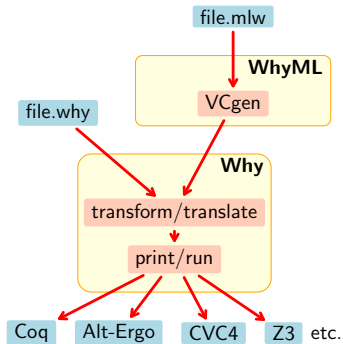 file.mlw
WhyML
VCgen
file.why
Why
transform/translate
print/run
Coq Alt-Ergo CVC4 Z3 etc.